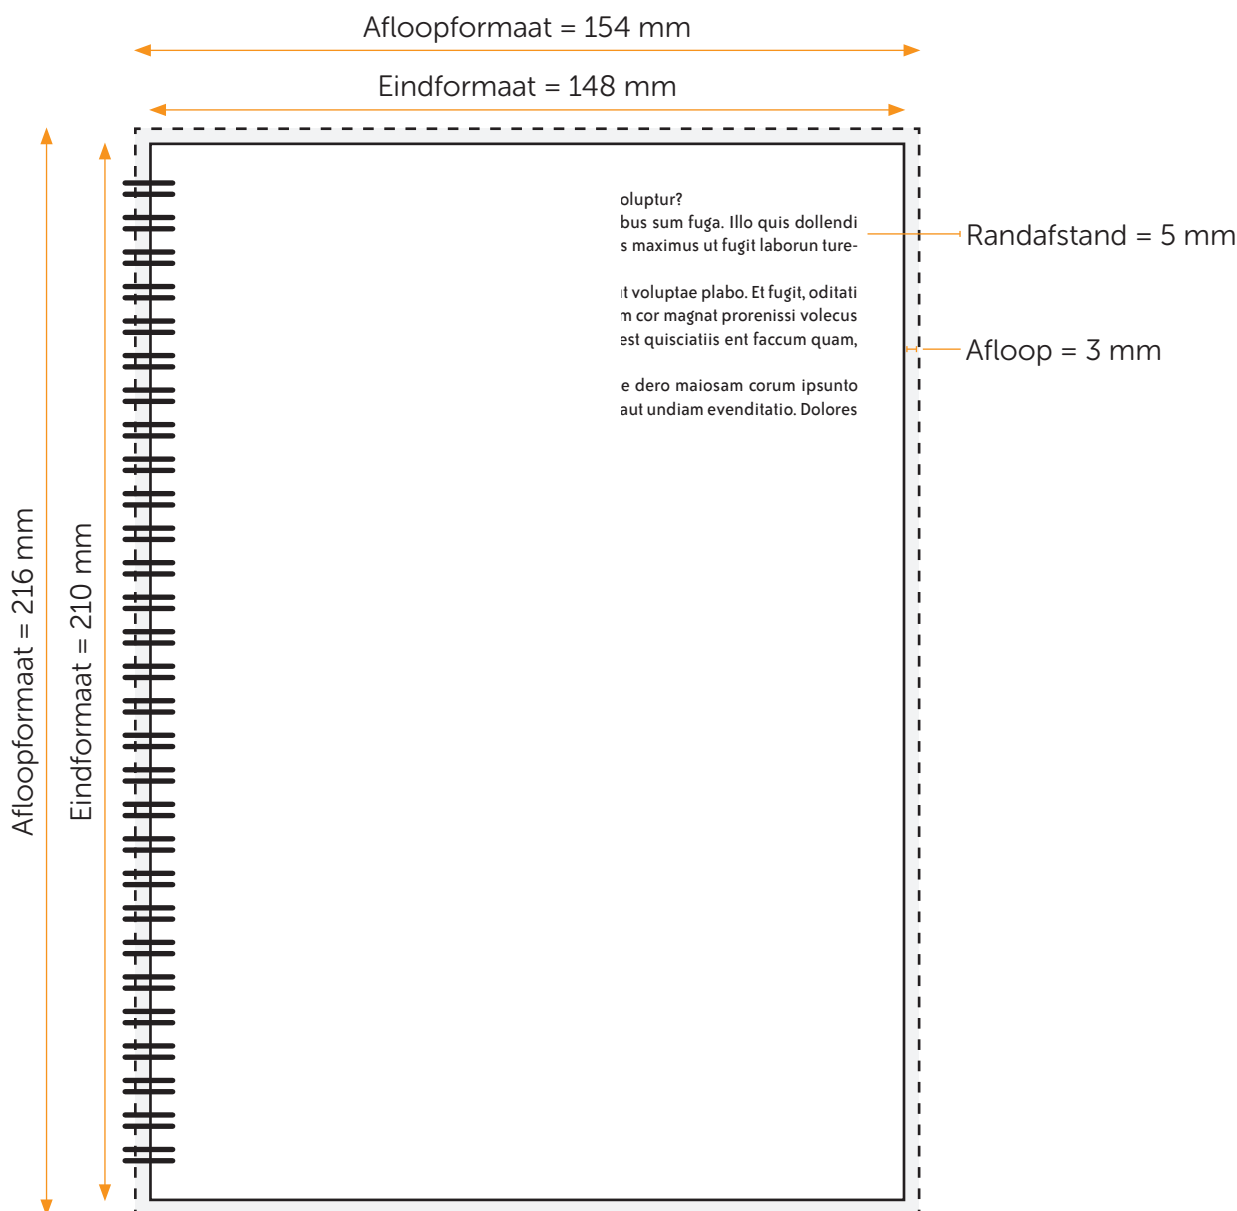 Afloopformaat = 154 mm
Eindformaat = 148 mm
oluptur?
bus sum fuga. Illo quis dollendi
s maximus ut fugit laborun ture-
t voluptae plabo. Et fugit, oditati
m cor magnat prorenissi volecus
est quisciatiis ent faccum quam,
e dero maiosam corum ipsunto
aut undiam evenditatio. Dolores
Randafstand = 5 mm
Afloop = 3 mm
Afloopformaat = 216 mm
Eindformaat = 210 mm